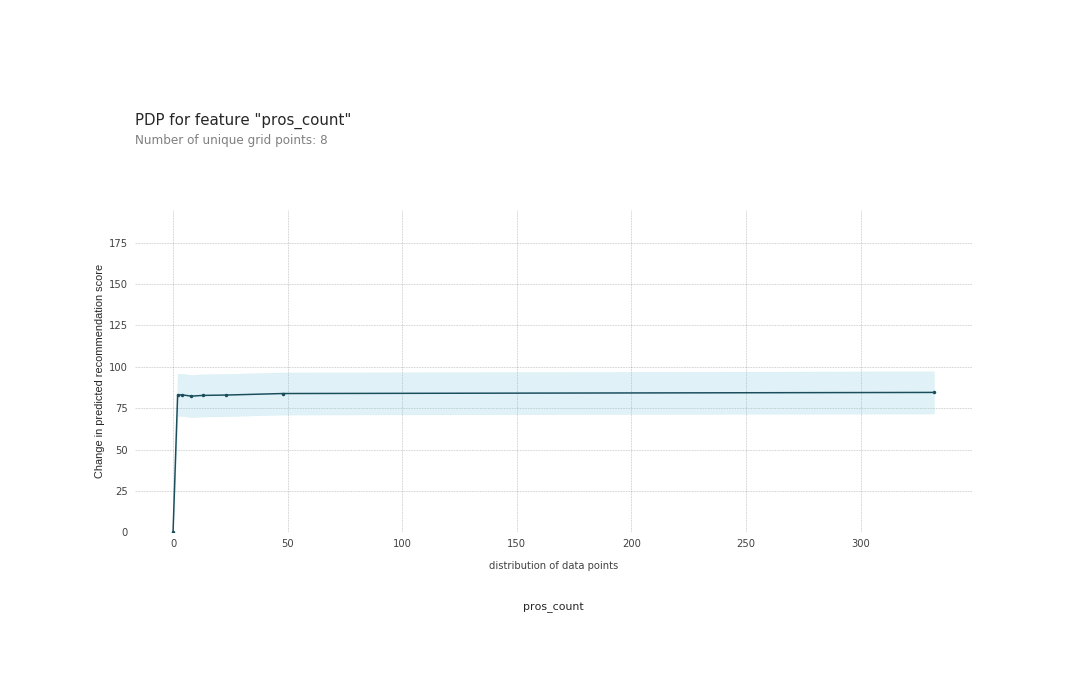 PDP for feature "pros_count"
Number of unique grid points: 8
Change in predicted recommendation score
175
150
125
100
75
50
25
0
0 50 100 150 200 250 300
distribution of data points
pros_count